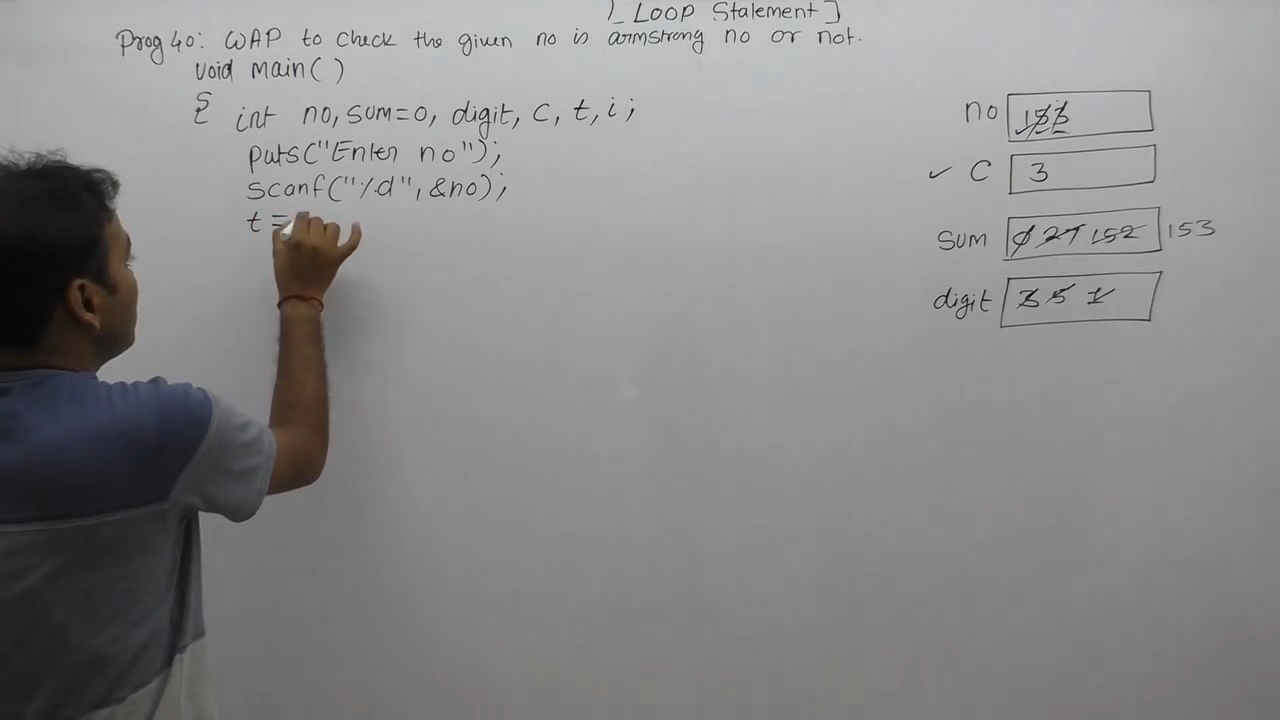 LOOP Statement]
Prog 40: WAP to check the given no is armstrong no or not.
void main( )
{ int no, sum=0, digit, c, t, i;
puts("Enter no");
scanf("%d", &no);
t =
no 153
✓ C 3
sum 0 27 152 153
digit 3 5 1